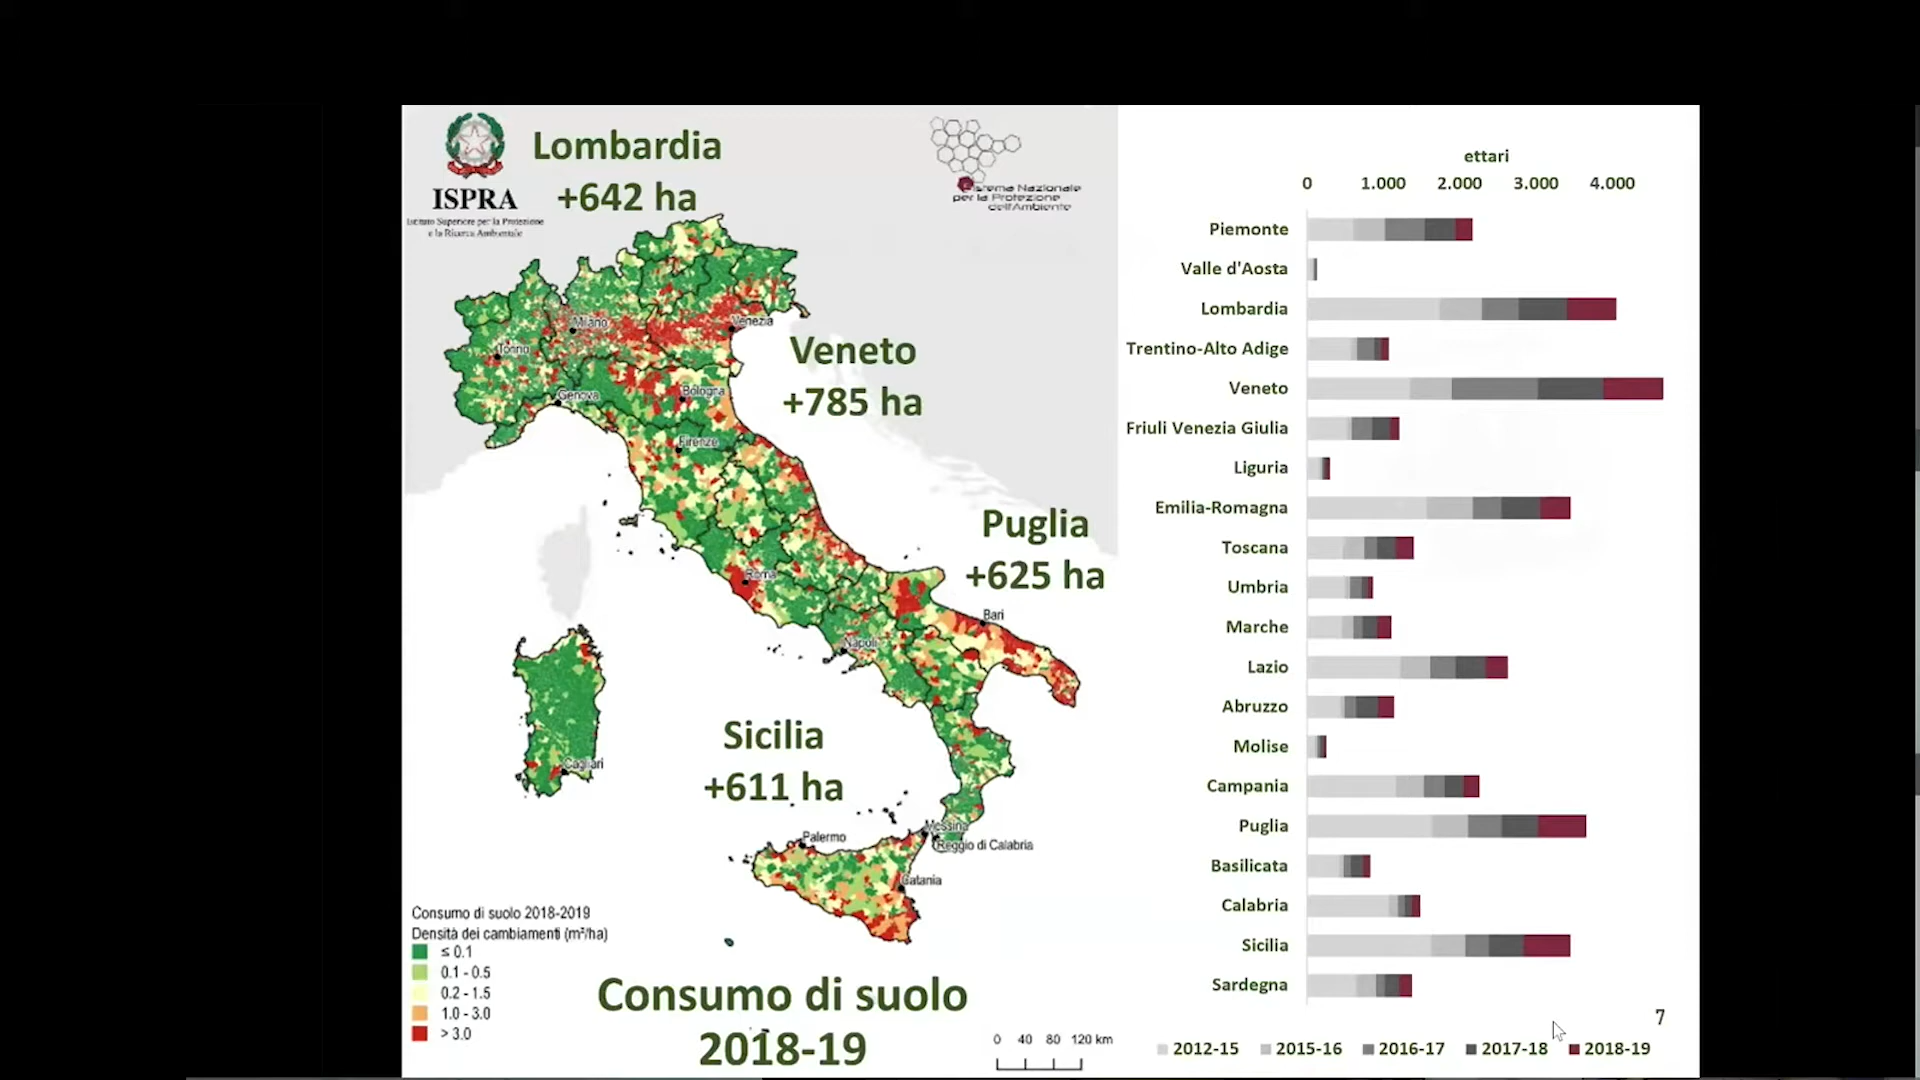 Lombardia
+642 ha
ISPRA
Istituto Superiore per la Protezione
e la Ricerca Ambientale
Sistema Nazionale
per la Protezione
dell'Ambiente
Milano
Venezia
Torino
Veneto
+785 ha
Genova
Bologna
Firenze
Puglia
+625 ha
Roma
Bari
Napoli
Sicilia
+611 ha
Cagliari
Messina
Palermo
Reggio di Calabria
Catania
Consumo di suolo 2018-2019
Densità dei cambiamenti (m²/ha)
≤ 0.1
0.1 - 0.5
0.2 - 1.5
1.0 - 3.0
> 3.0
Consumo di suolo
2018-19
0 40 80 120 km
ettari
0 1.000 2.000 3.000 4.000
Piemonte
Valle d'Aosta
Lombardia
Trentino-Alto Adige
Veneto
Friuli Venezia Giulia
Liguria
Emilia-Romagna
Toscana
Umbria
Marche
Lazio
Abruzzo
Molise
Campania
Puglia
Basilicata
Calabria
Sicilia
Sardegna
7
2012-15 2015-16 2016-17 2017-18 2018-19